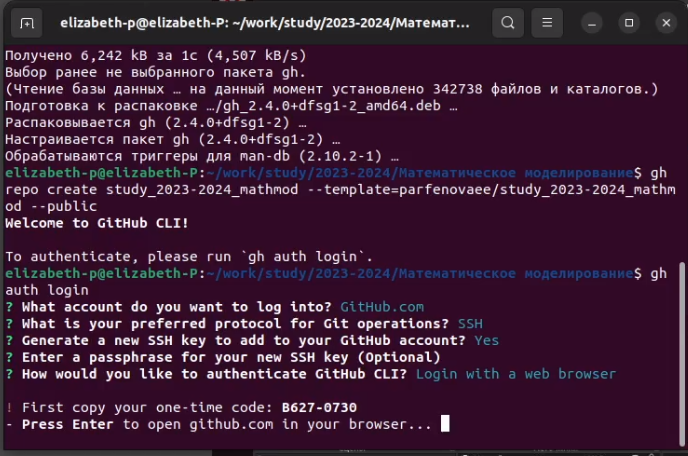 elizabeth-p@elizabeth-P: ~/work/study/2023-2024/Математ...
Получено 6,242 kB за 1с (4,507 kB/s)
Выбор ранее не выбранного пакета gh.
(Чтение базы данных … на данный момент установлено 342738 файлов и каталогов.)
Подготовка к распаковке …/gh_2.4.0+dfsg1-2_amd64.deb …
Распаковывается gh (2.4.0+dfsg1-2) …
Настраивается пакет gh (2.4.0+dfsg1-2) …
Обрабатываются триггеры для man-db (2.10.2-1) …
elizabeth-p@elizabeth-P:~/work/study/2023-2024/Математическое моделирование$ gh
repo create study_2023-2024_mathmod --template=parfenovaee/study_2023-2024_mathm
od --public
Welcome to GitHub CLI!
To authenticate, please run `gh auth login`.
elizabeth-p@elizabeth-P:~/work/study/2023-2024/Математическое моделирование$ gh
auth login
? What account do you want to log into? GitHub.com
? What is your preferred protocol for Git operations? SSH
? Generate a new SSH key to add to your GitHub account? Yes
? Enter a passphrase for your new SSH key (Optional)
? How would you like to authenticate GitHub CLI? Login with a web browser
! First copy your one-time code: B627-0730
- Press Enter to open github.com in your browser...